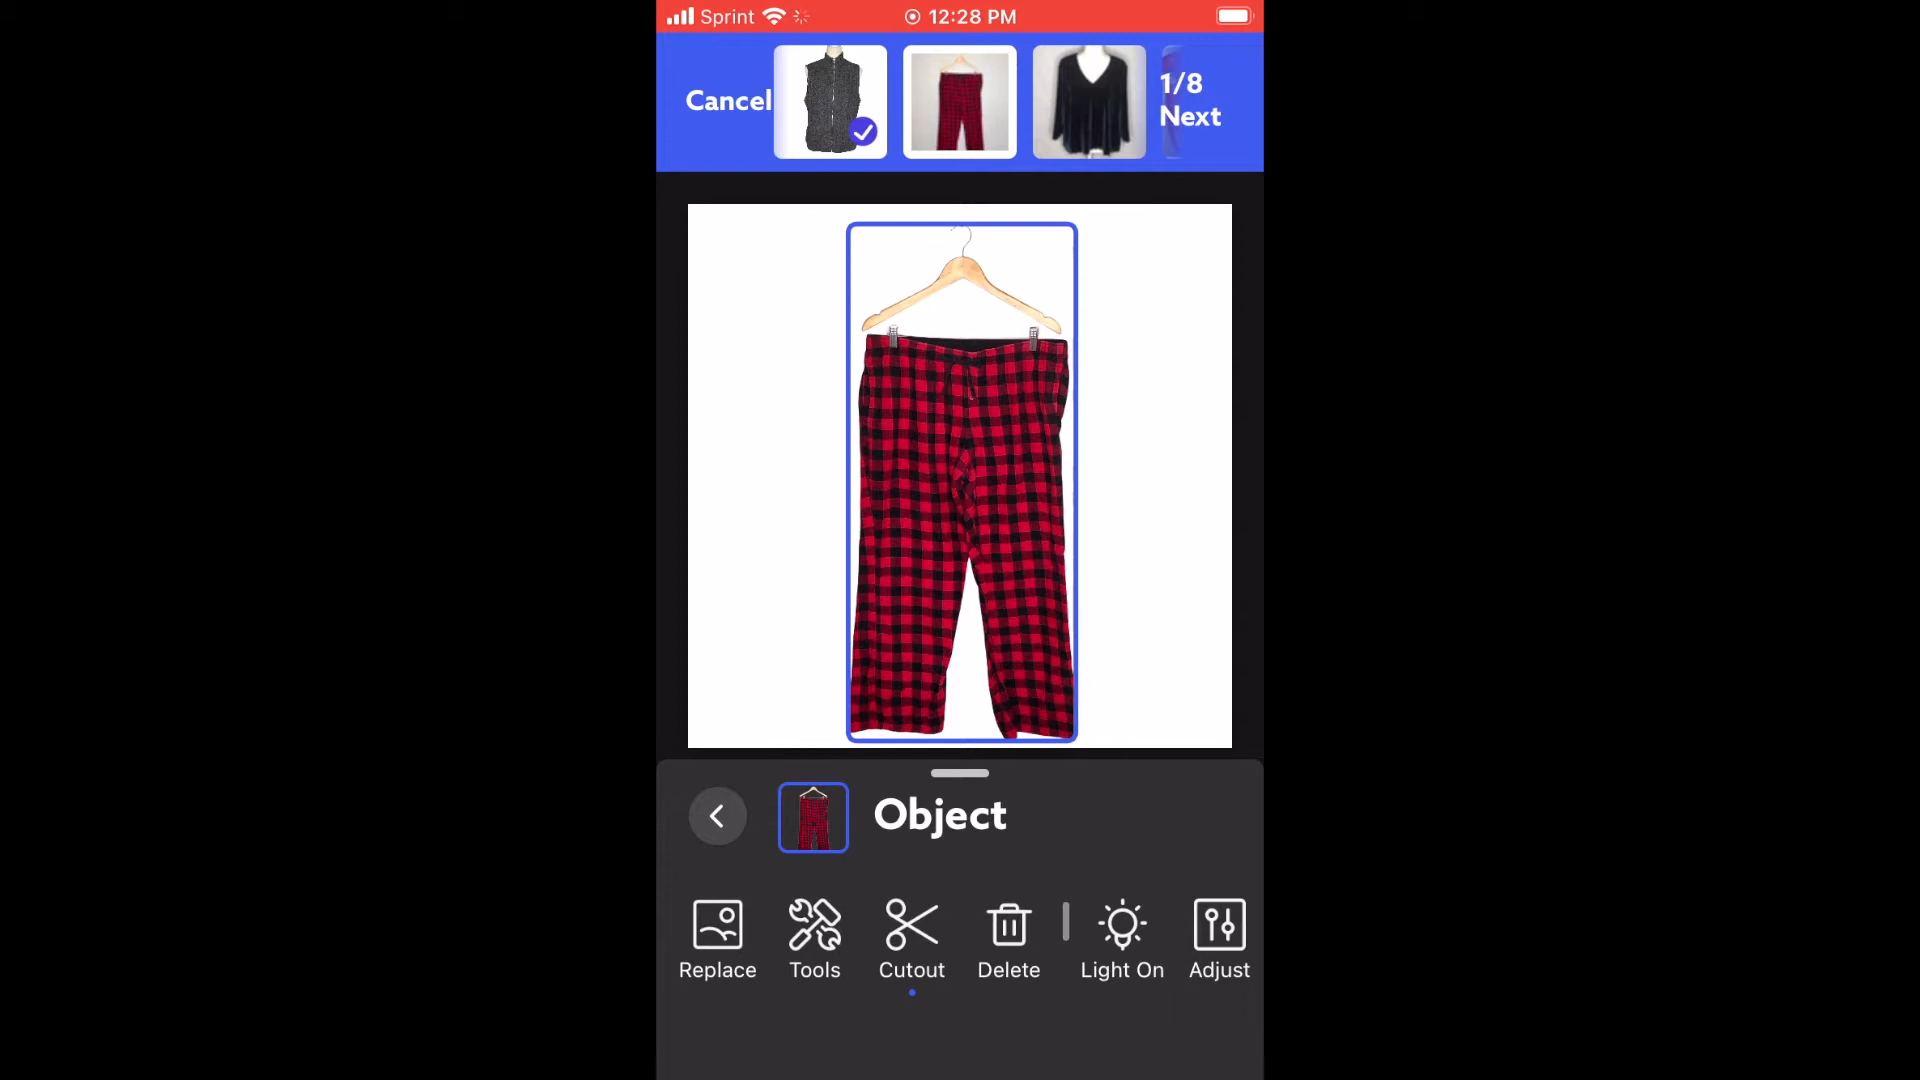 Sprint 12:28 PM
Cancel
1/8
Next
Object
Replace Tools Cutout Delete Light On Adjust